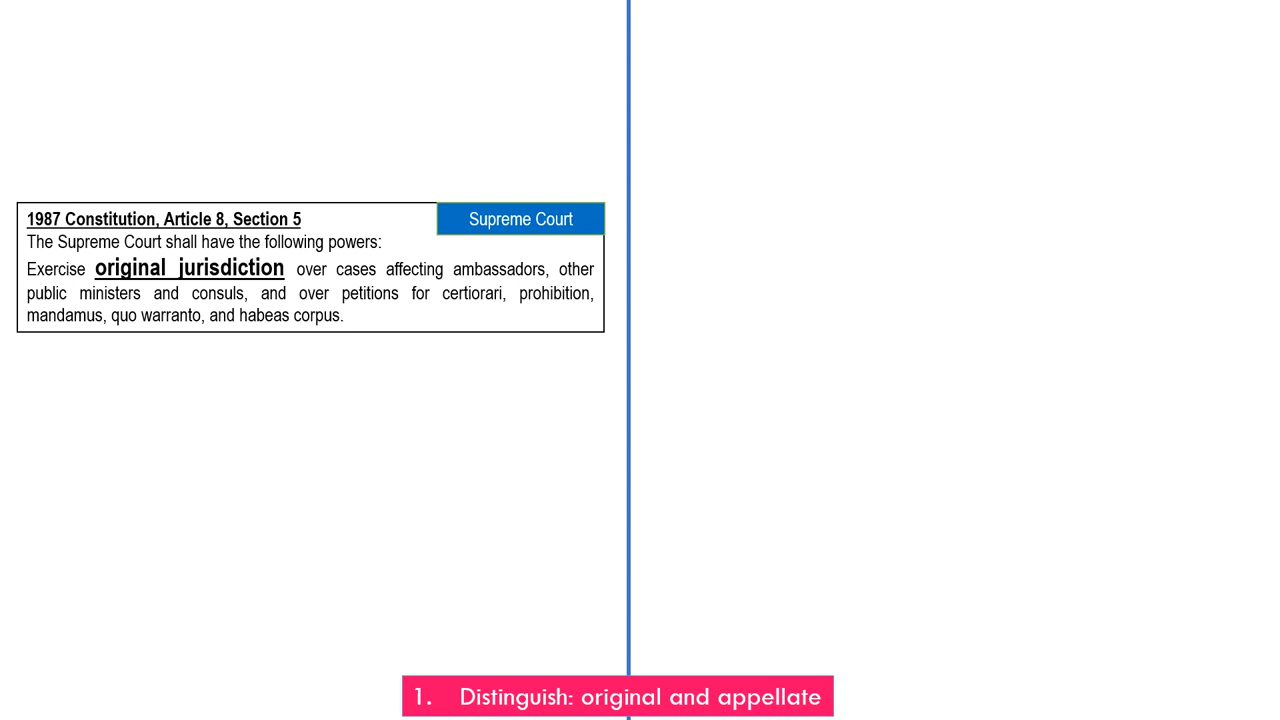 1987 Constitution, Article 8, Section 5
Supreme Court
The Supreme Court shall have the following powers:
Exercise original jurisdiction over cases affecting ambassadors, other
public ministers and consuls, and over petitions for certiorari, prohibition,
mandamus, quo warranto, and habeas corpus.
1. Distinguish: original and appellate